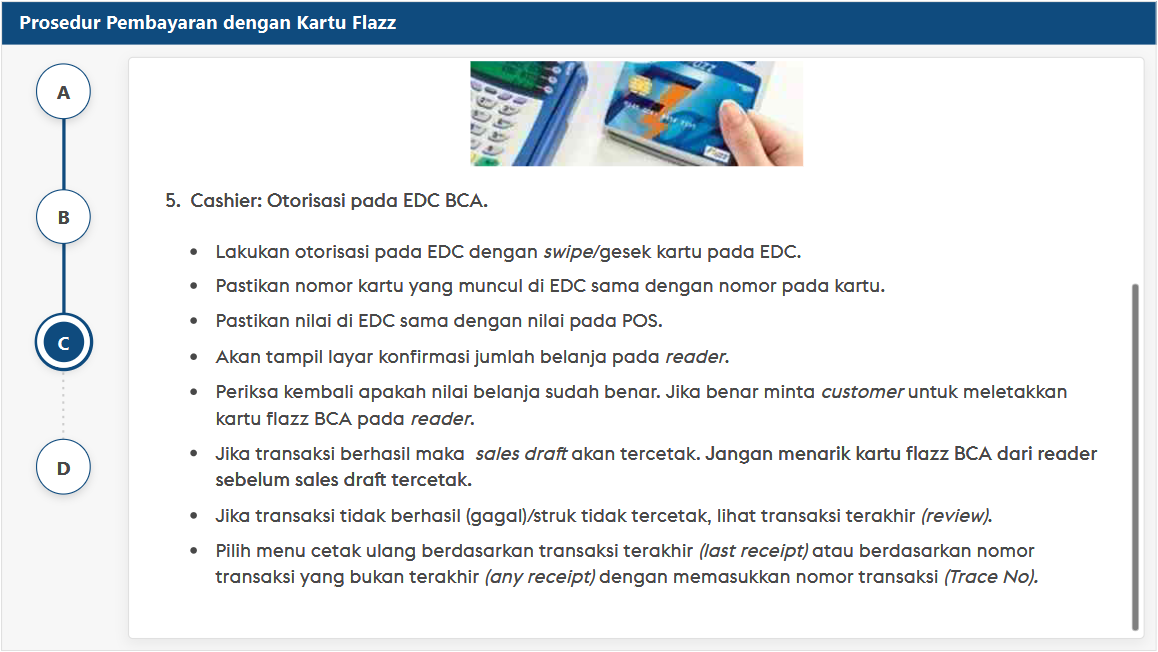 Prosedur Pembayaran dengan Kartu Flazz
A
B
C
D
5. Cashier: Otorisasi pada EDC BCA.
• Lakukan otorisasi pada EDC dengan swipe/gesek kartu pada EDC.
• Pastikan nomor kartu yang muncul di EDC sama dengan nomor pada kartu.
• Pastikan nilai di EDC sama dengan nilai pada POS.
• Akan tampil layar konfirmasi jumlah belanja pada reader.
• Periksa kembali apakah nilai belanja sudah benar. Jika benar minta customer untuk meletakkan
kartu flazz BCA pada reader.
• Jika transaksi berhasil maka sales draft akan tercetak. Jangan menarik kartu flazz BCA dari reader
sebelum sales draft tercetak.
• Jika transaksi tidak berhasil (gagal)/struk tidak tercetak, lihat transaksi terakhir (review).
• Pilih menu cetak ulang berdasarkan transaksi terakhir (last receipt) atau berdasarkan nomor
transaksi yang bukan terakhir (any receipt) dengan memasukkan nomor transaksi (Trace No).